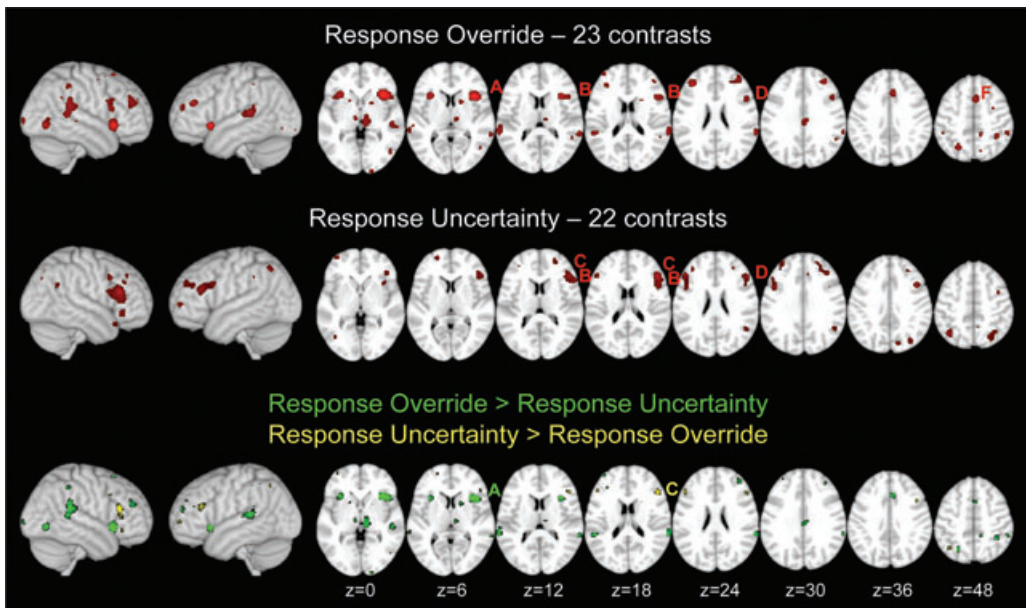 Response Override – 23 contrasts
A B B D F
Response Uncertainty – 22 contrasts
C C
B B D
Response Override > Response Uncertainty
Response Uncertainty > Response Override
A C
z=0 z=6 z=12 z=18 z=24 z=30 z=36 z=48